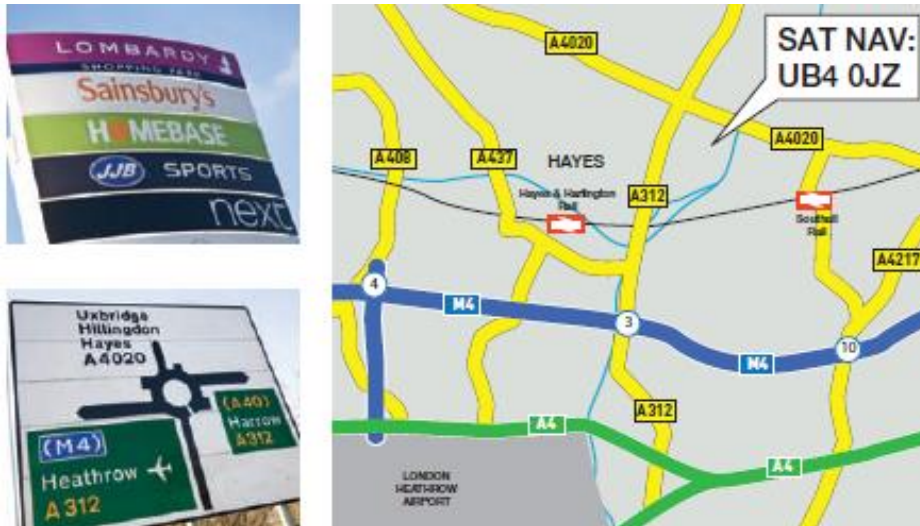 LOMBARDY
SHOPPING PARK
Sainsbury's
HOMEBASE
JJB SPORTS
next
Uxbridge
Hillingdon
Hayes
A4020
(M4)
Heathrow
A312
(A40)
Harrow
A312
SAT NAV:
UB4 0JZ
A4020
A4020
A408
A437
HAYES
Hayes & Harlington
Rail
A312
Southall
Rail
A4217
4
M4
3
M4
10
A312
A4
A4
LONDON
HEATHROW
AIRPORT